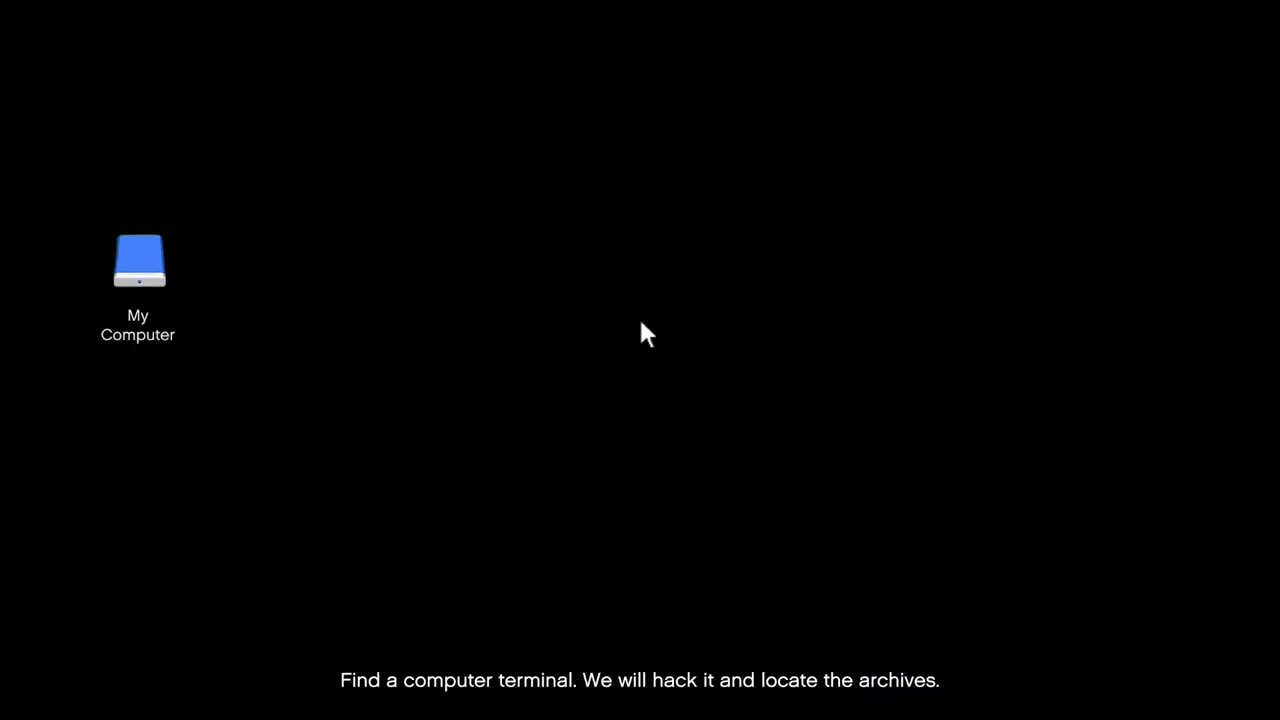 My
Computer
Find a computer terminal. We will hack it and locate the archives.